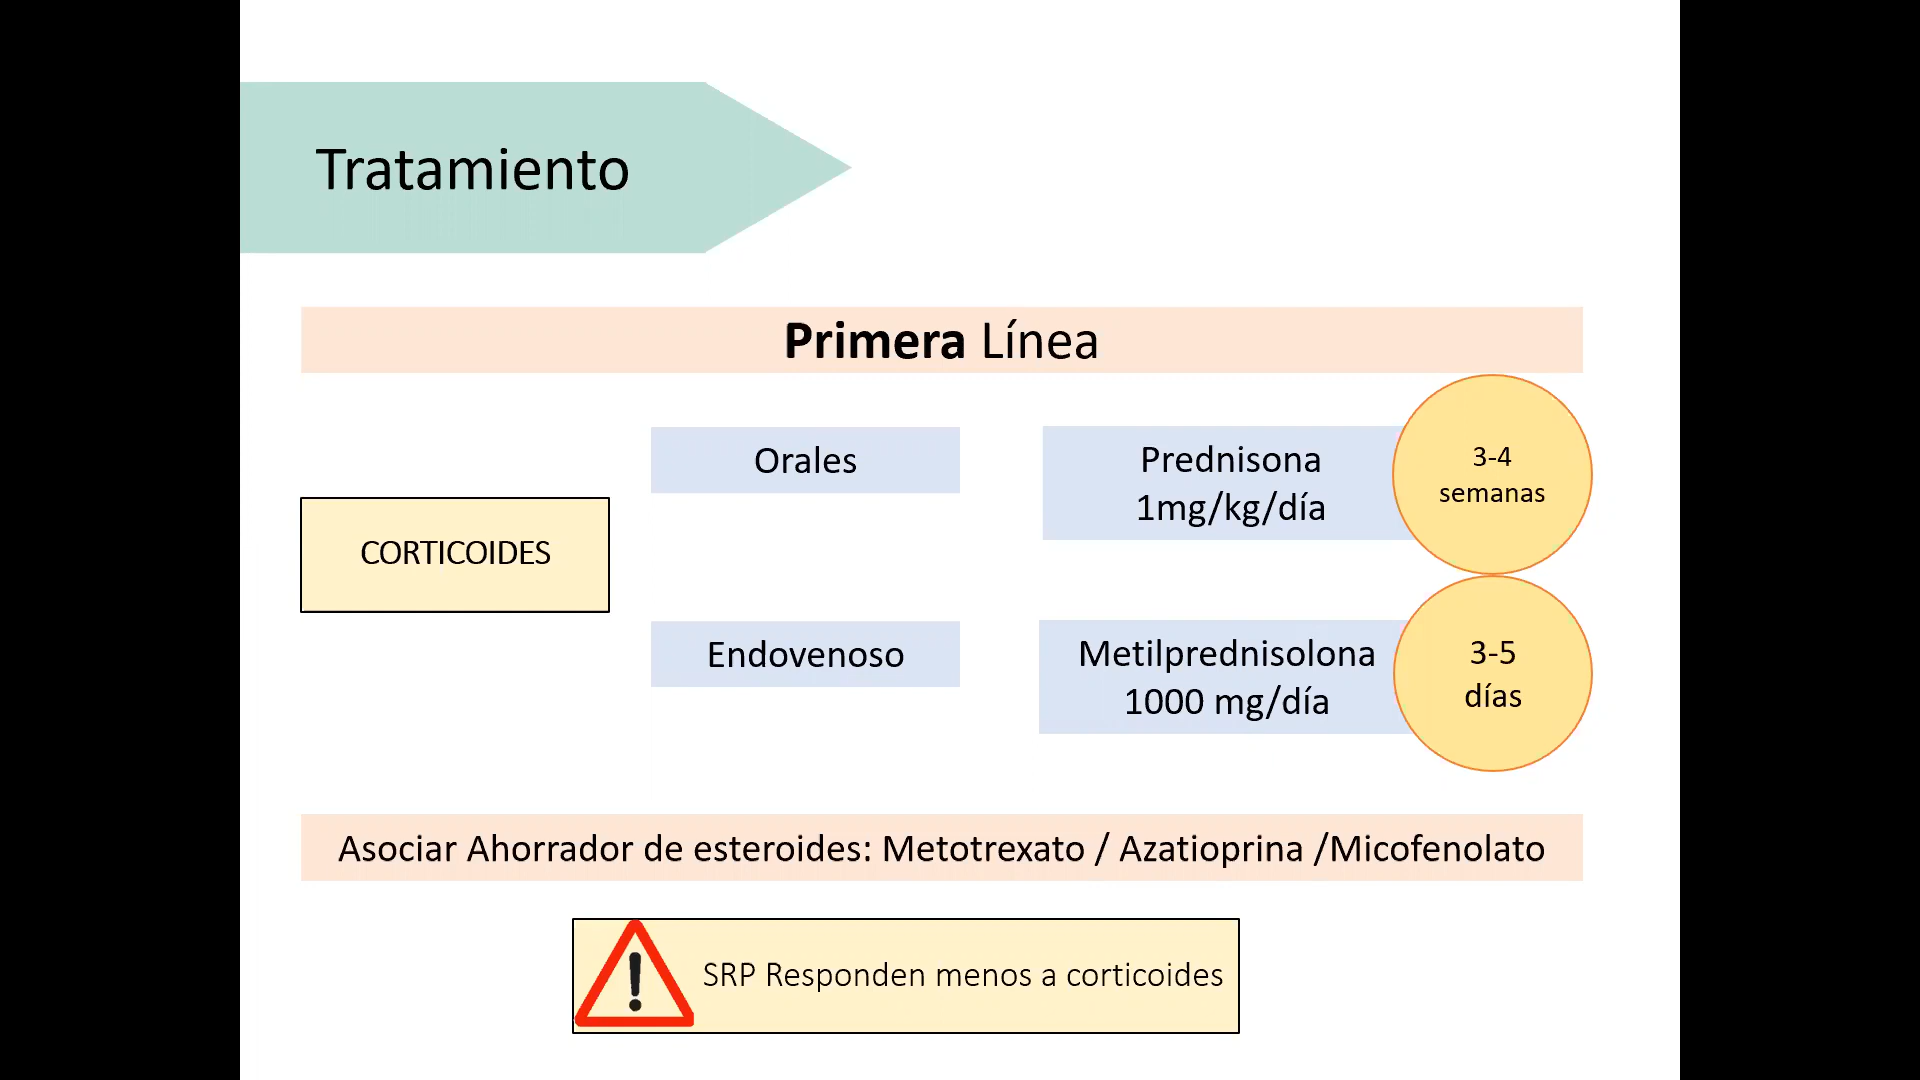 Tratamiento
Primera Línea
CORTICOIDES
Orales
Prednisona
1mg/kg/día
3-4
semanas
Endovenoso
Metilprednisolona
1000 mg/día
3-5
días
Asociar Ahorrador de esteroides: Metotrexato / Azatioprina /Micofenolato
SRP Responden menos a corticoides